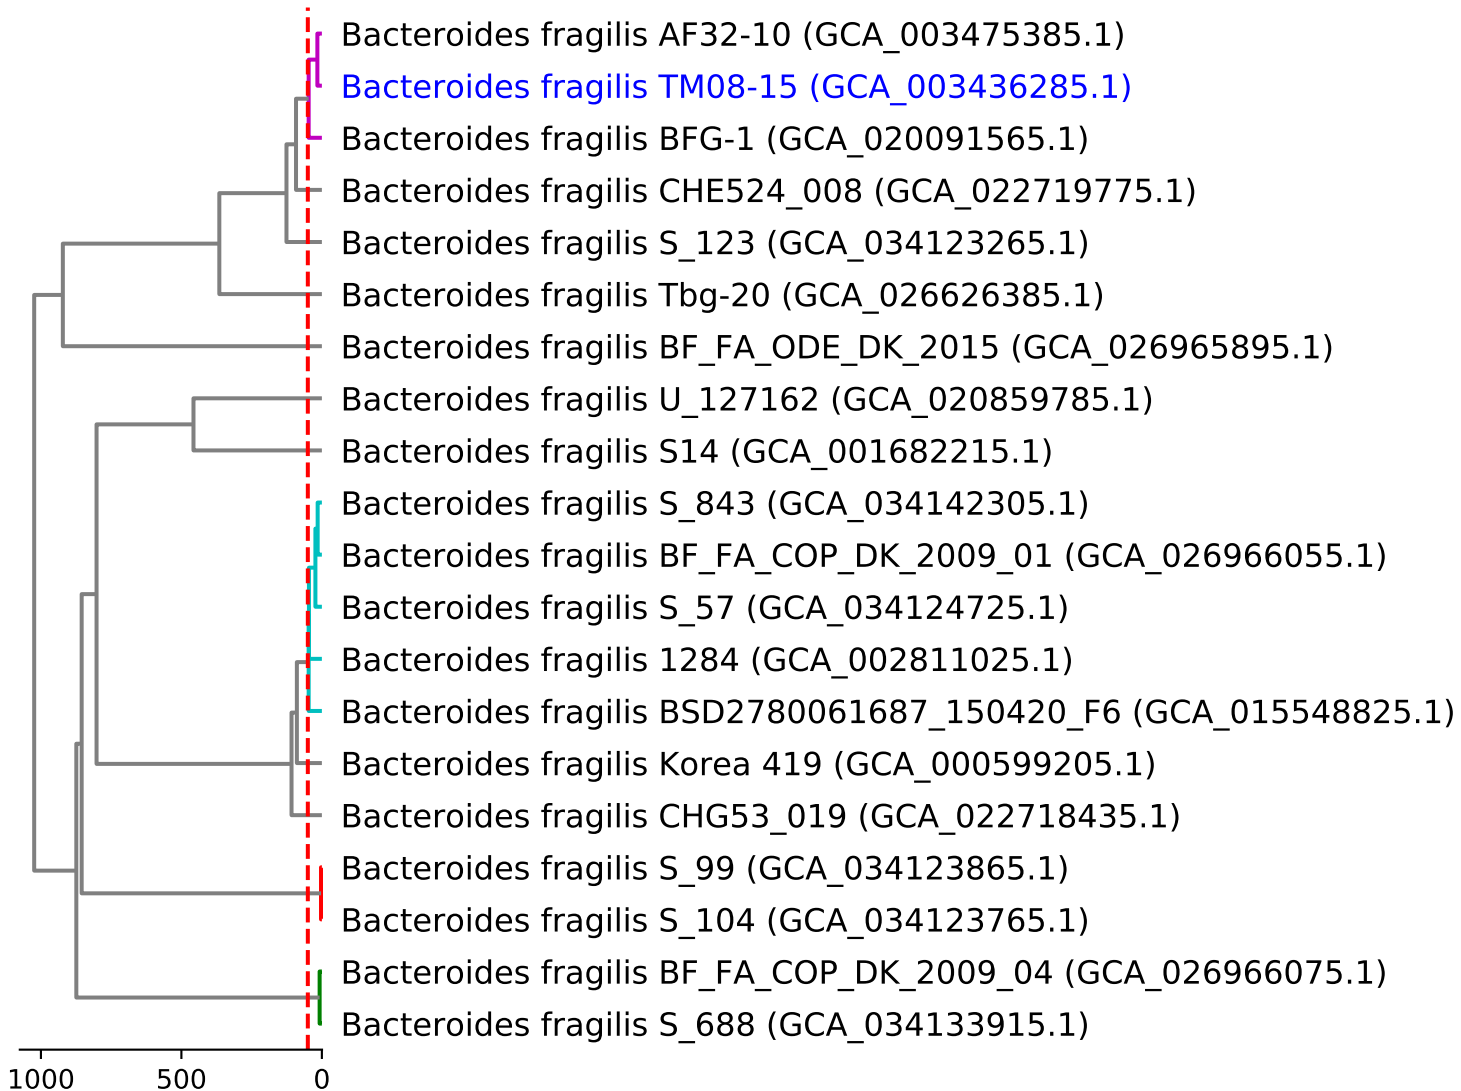 Bacteroides fragilis AF32-10 (GCA_003475385.1)
Bacteroides fragilis TM08-15 (GCA_003436285.1)
Bacteroides fragilis BFG-1 (GCA_020091565.1)
Bacteroides fragilis CHE524_008 (GCA_022719775.1)
Bacteroides fragilis S_123 (GCA_034123265.1)
Bacteroides fragilis Tbg-20 (GCA_026626385.1)
Bacteroides fragilis BF_FA_ODE_DK_2015 (GCA_026965895.1)
Bacteroides fragilis U_127162 (GCA_020859785.1)
Bacteroides fragilis S14 (GCA_001682215.1)
Bacteroides fragilis S_843 (GCA_034142305.1)
Bacteroides fragilis BF_FA_COP_DK_2009_01 (GCA_026966055.1)
Bacteroides fragilis S_57 (GCA_034124725.1)
Bacteroides fragilis 1284 (GCA_002811025.1)
Bacteroides fragilis BSD2780061687_150420_F6 (GCA_015548825.1)
Bacteroides fragilis Korea 419 (GCA_000599205.1)
Bacteroides fragilis CHG53_019 (GCA_022718435.1)
Bacteroides fragilis S_99 (GCA_034123865.1)
Bacteroides fragilis S_104 (GCA_034123765.1)
Bacteroides fragilis BF_FA_COP_DK_2009_04 (GCA_026966075.1)
Bacteroides fragilis S_688 (GCA_034133915.1)
1000 500 0